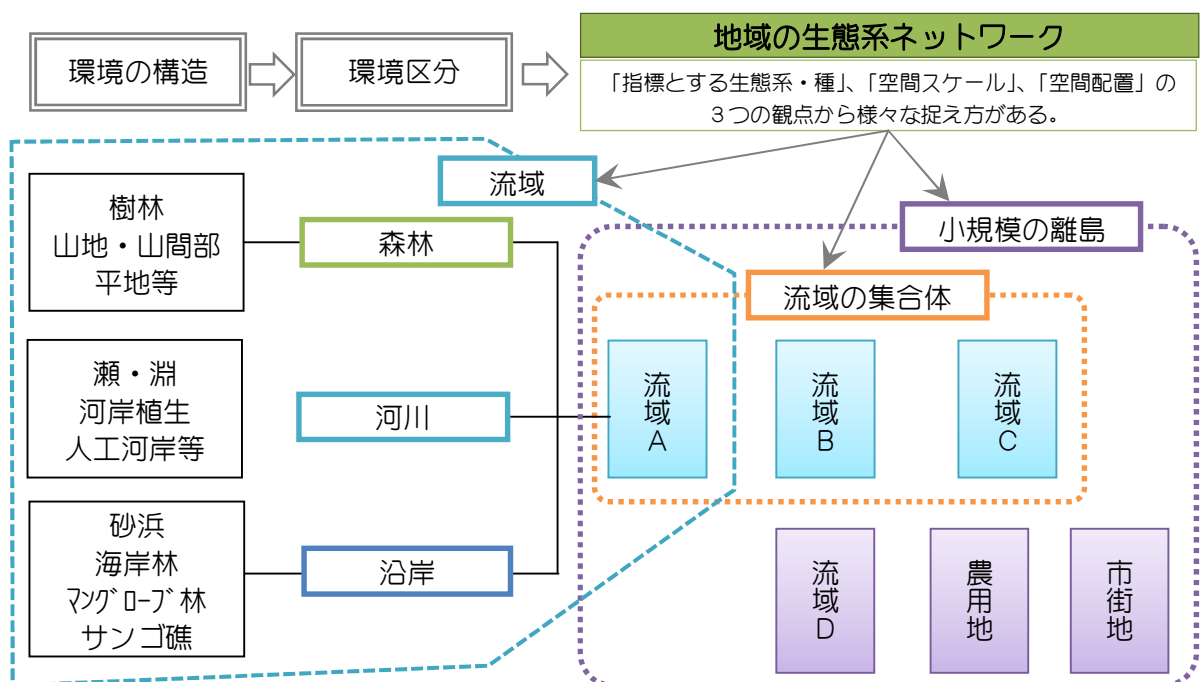 環境の構造
環境区分
地域の生態系ネットワーク
「指標とする生態系・種」、「空間スケール」、「空間配置」の
３つの観点から様々な捉え方がある。
流域
小規模の離島
流域の集合体
樹林
山地・山間部
平地等
森林
瀬・淵
河岸植生
人工河岸等
河川
砂浜
海岸林
ﾏﾝｸﾞﾛｰﾌﾞ林
サンゴ礁
沿岸
流域A
流域B
流域C
流域D
農用地
市街地